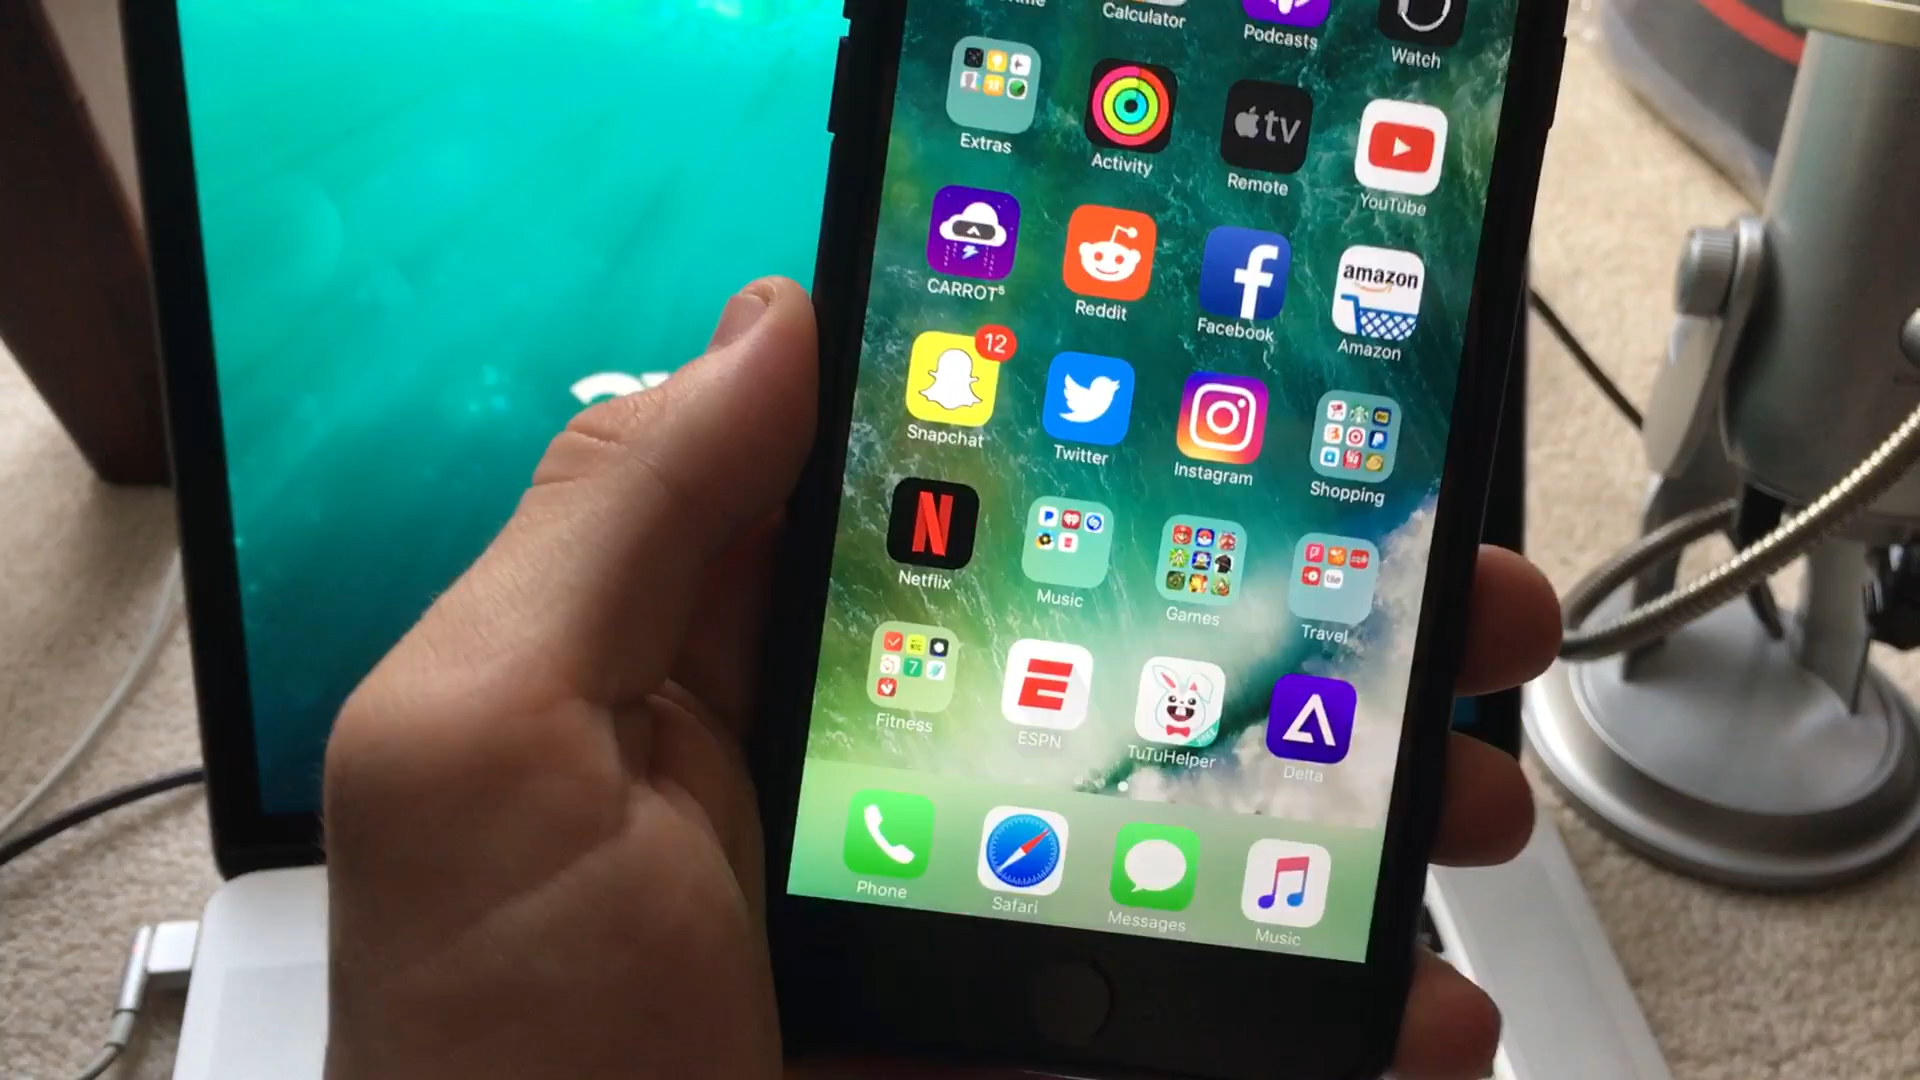 Calculator
Podcasts
Watch
Extras
Activity
tv
Remote
YouTube
CARROT⁵
Reddit
Facebook
amazon
Amazon
12
Snapchat
Twitter
Instagram
Shopping
N
Netflix
Music
Games
Travel
7
Fitness
ESPN
TuTuHelper
Delta
Phone
Safari
Messages
Music